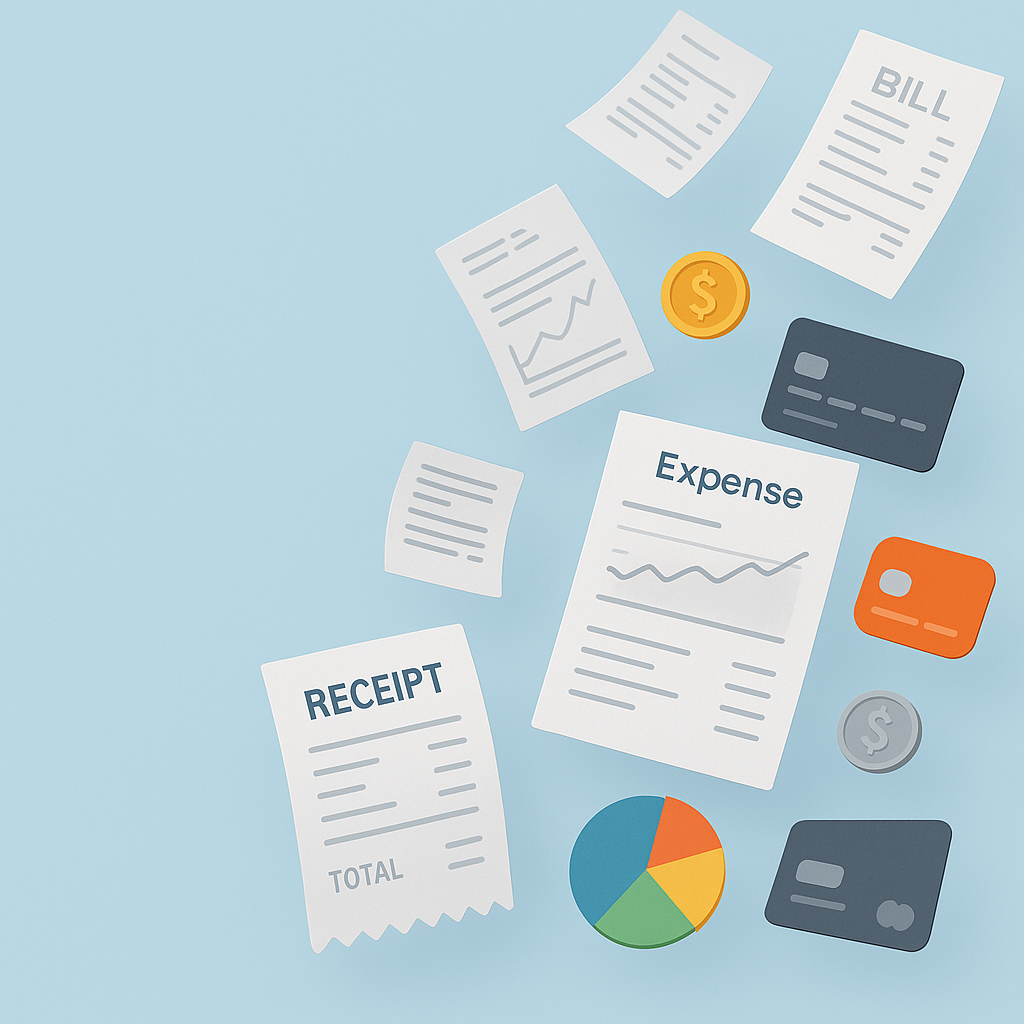 BILL
$
Expense
RECEIPT
$
TOTAL